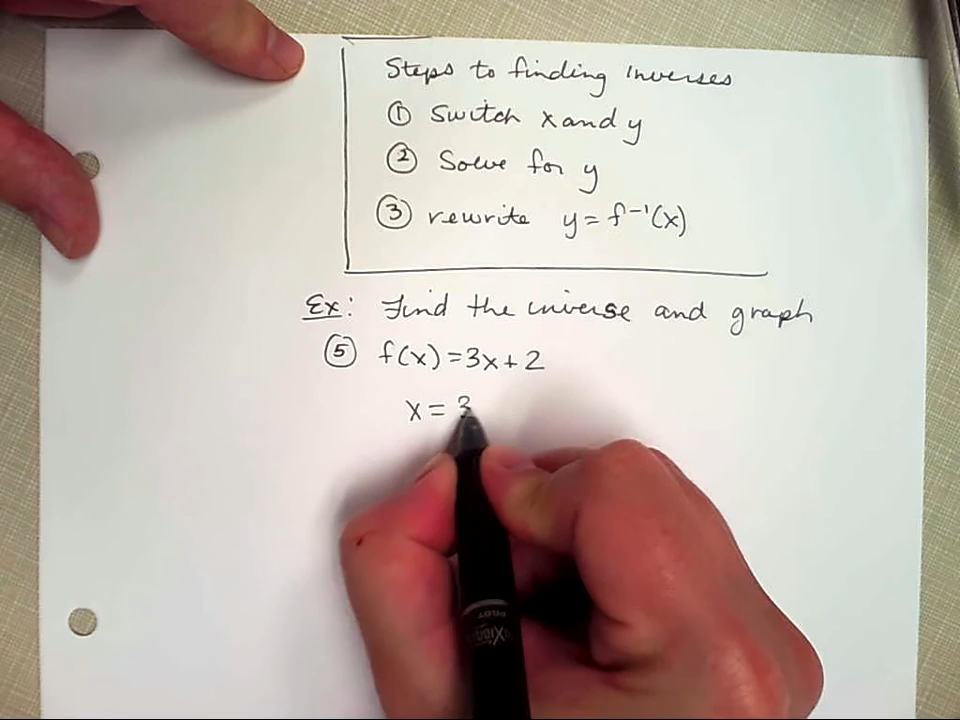 Steps to finding inverses
① Switch x and y
② Solve for y
③ rewrite y = f⁻¹(x)
Ex: Find the inverse and graph
⑤ f(x) = 3x + 2
x = 3
PILOT